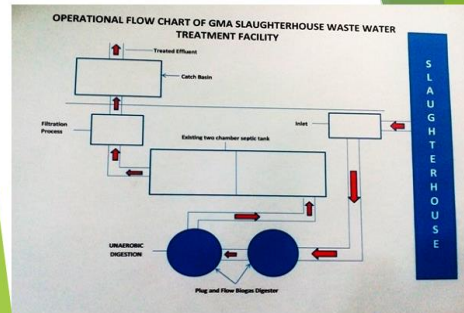 OPERATIONAL FLOW CHART OF GMA SLAUGHTERHOUSE WASTE WATER
TREATMENT FACILITY
Treated Effluent
Catch Basin
Filtration
Process
Inlet
Existing two chamber septic tank
UNAEROBIC
DIGESTION
Plug and Flow Biogas Digester
SLAUGHTERHOUSE